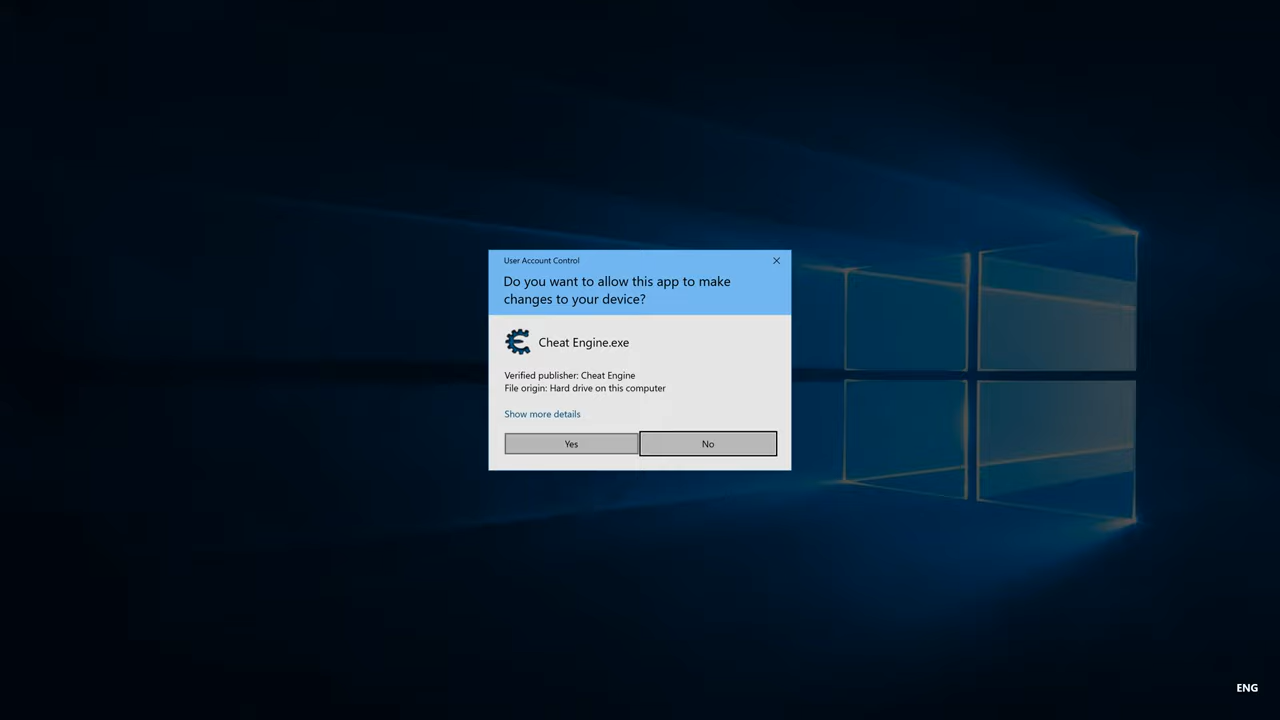 User Account Control
Do you want to allow this app to make
changes to your device?
Cheat Engine.exe
Verified publisher: Cheat Engine
File origin: Hard drive on this computer
Show more details
Yes
No
ENG